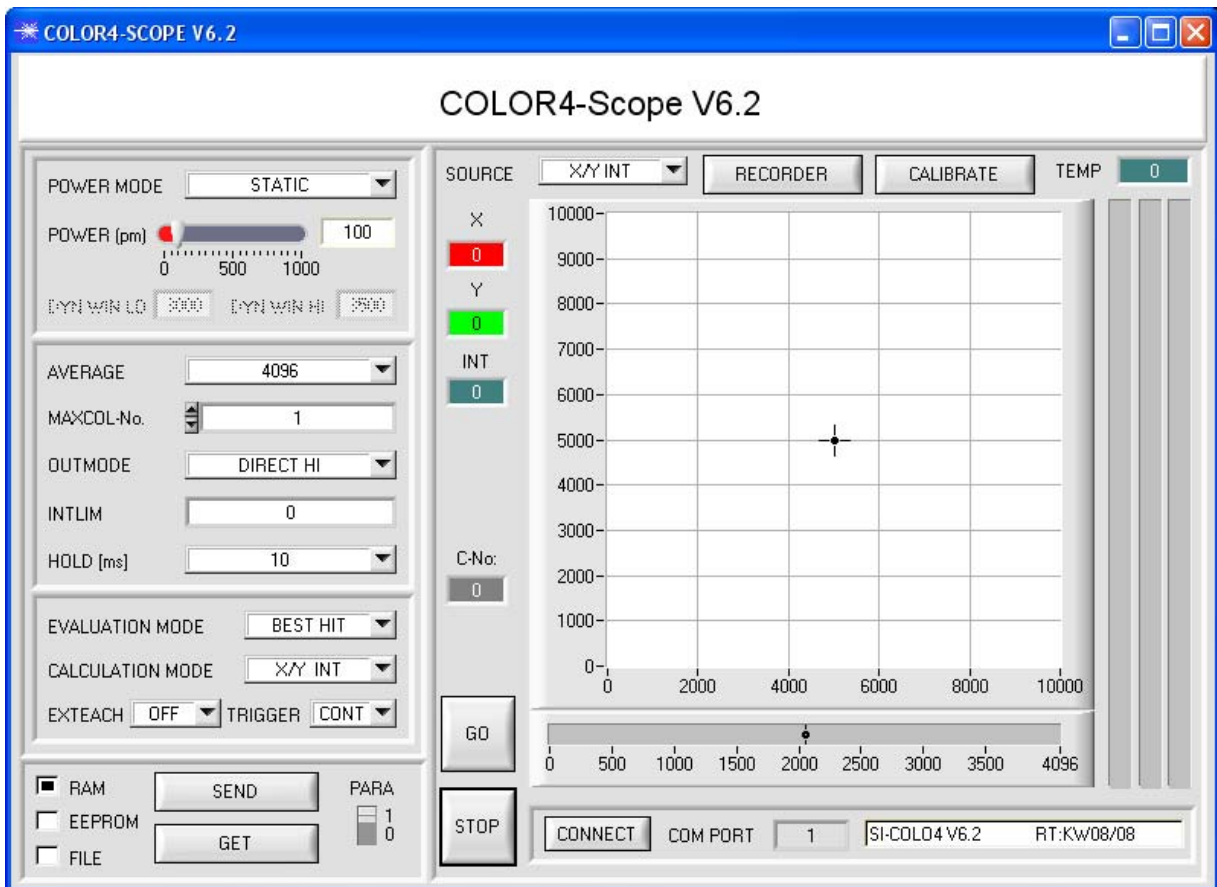 COLOR4-SCOPE V6.2
COLOR4-Scope V6.2
POWER MODE STATIC
POWER (pm) 100
0 500 1000
DYN WIN LO 3000 DYN WIN HI 3500
AVERAGE 4096
MAXCOL-No. 1
OUTMODE DIRECT HI
INTLIM 0
HOLD [ms] 10
EVALUATION MODE BEST HIT
CALCULATION MODE X/Y INT
EXTEACH OFF TRIGGER CONT
RAM
EEPROM
FILE
SEND
GET
PARA
1
0
SOURCE X/Y INT RECORDER CALIBRATE TEMP 0
X
0
Y
0
INT
0
C-No:
0
GO
STOP
10000
9000
8000
7000
6000
5000
4000
3000
2000
1000
0
0 2000 4000 6000 8000 10000
0 500 1000 1500 2000 2500 3000 3500 4096
CONNECT COM PORT 1 SI-COLO4 V6.2 RT:KW08/08